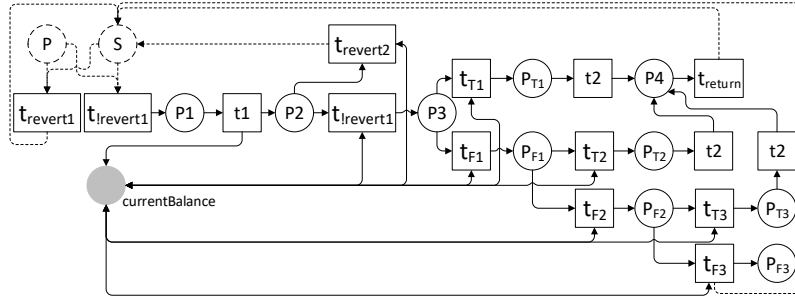 P
S
t_revert2
t_T1
P_T1
t2
P4
t_return
t_revert1
t_!revert1
P1
t1
P2
t_!revert1
P3
t_F1
P_F1
t_T2
P_T2
t2
t2
currentBalance
t_F2
P_F2
t_T3
P_T3
t_F3
P_F3